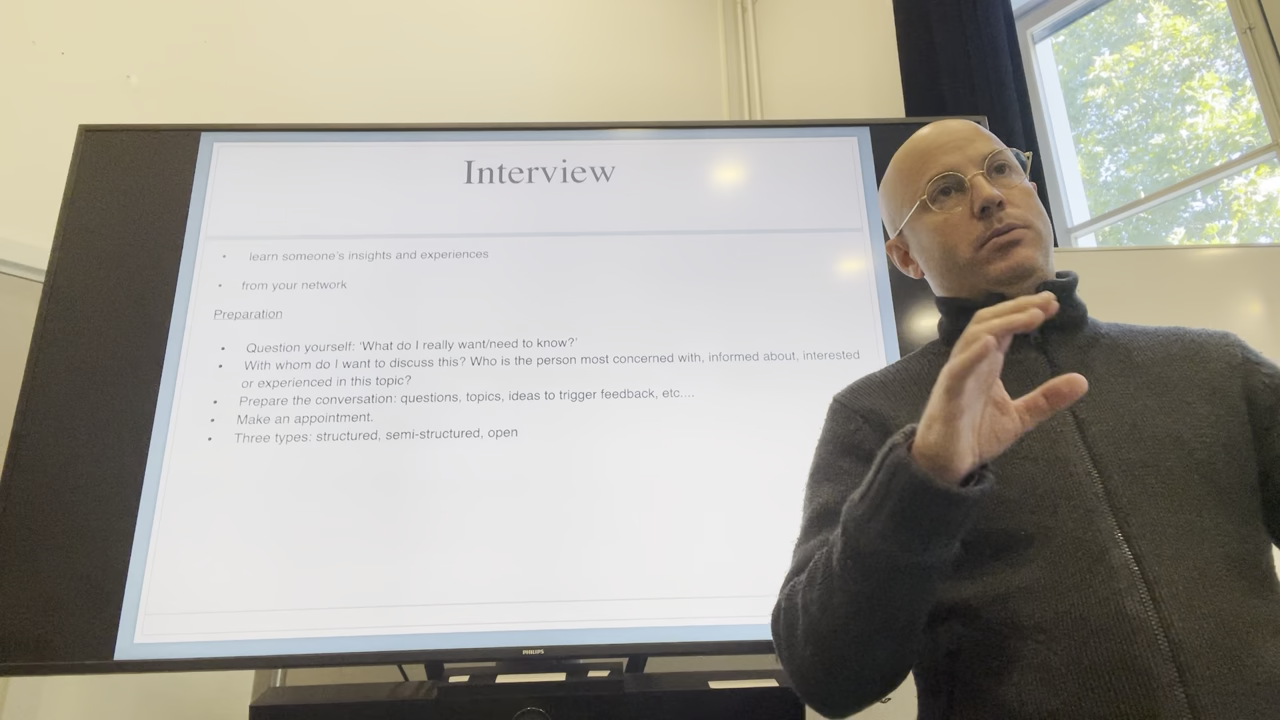 Interview
• learn someone's insights and experiences
• from your network
Preparation
• Question yourself: 'What do I really want/need to know?'
• With whom do I want to discuss this? Who is the person most concerned with, informed about, interested
or experienced in this topic?
• Prepare the conversation: questions, topics, ideas to trigger feedback, etc....
• Make an appointment.
• Three types: structured, semi-structured, open
PHILIPS